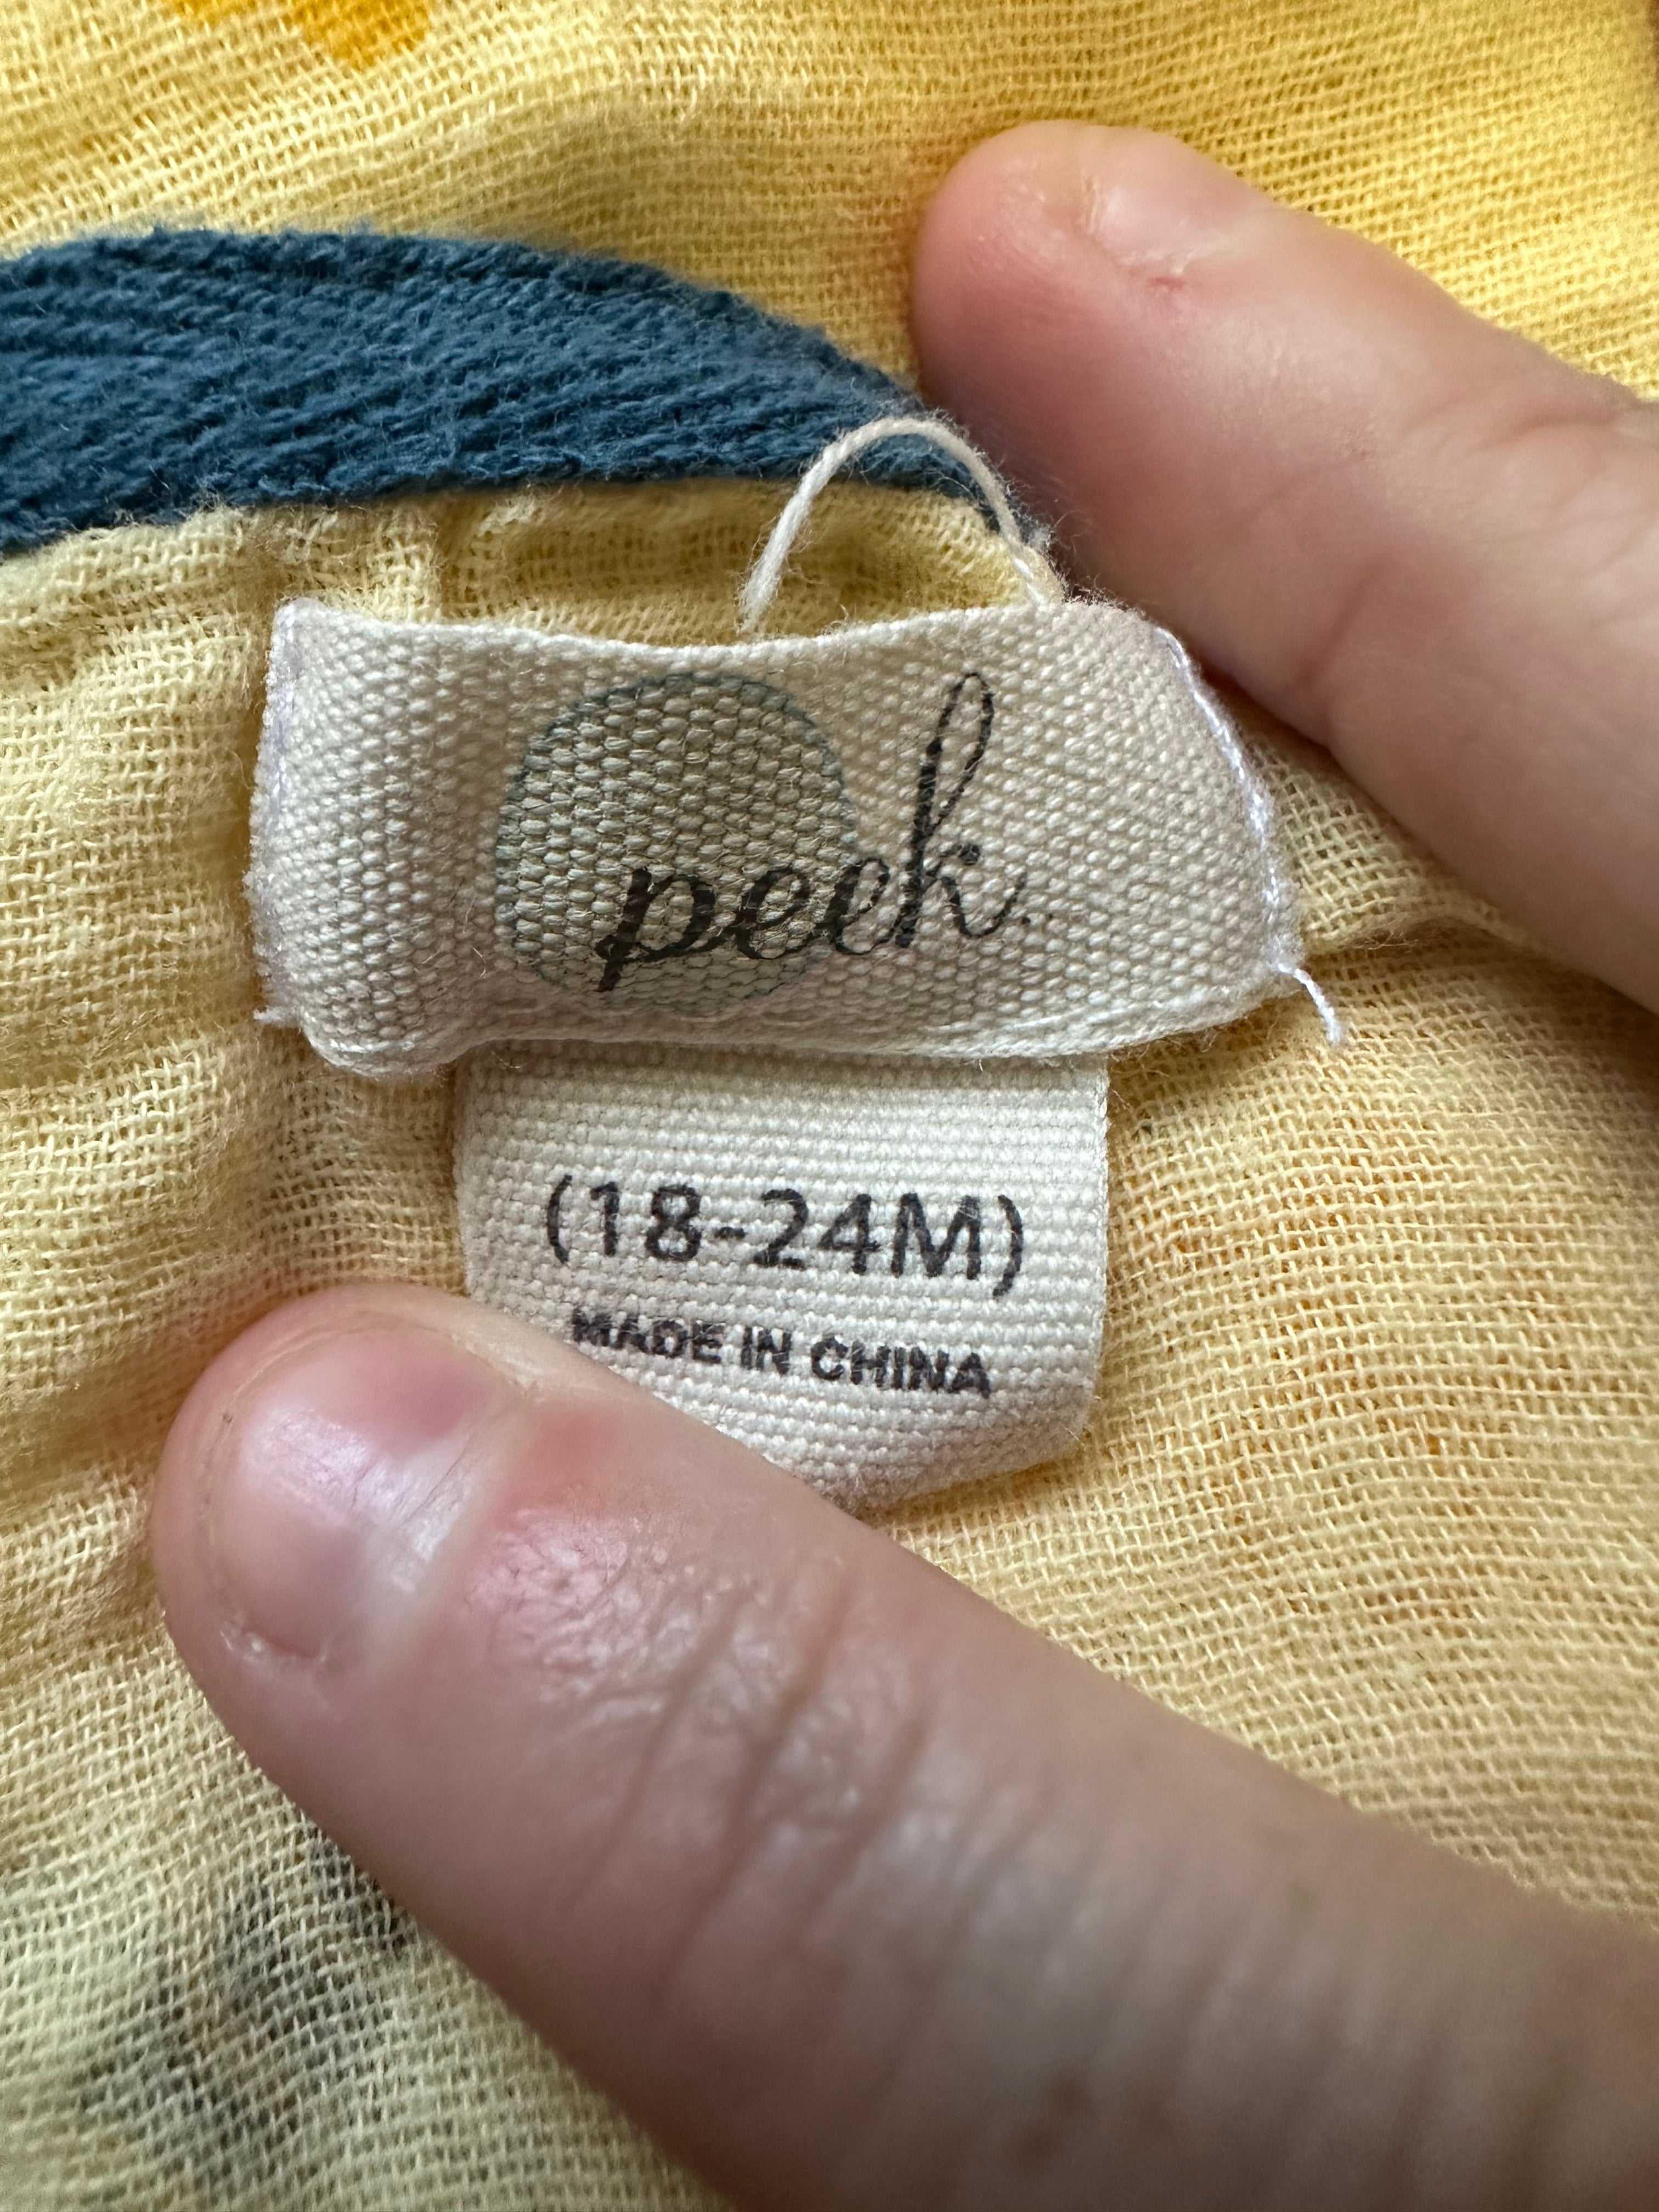 peek.
(18-24M)
MADE IN CHINA